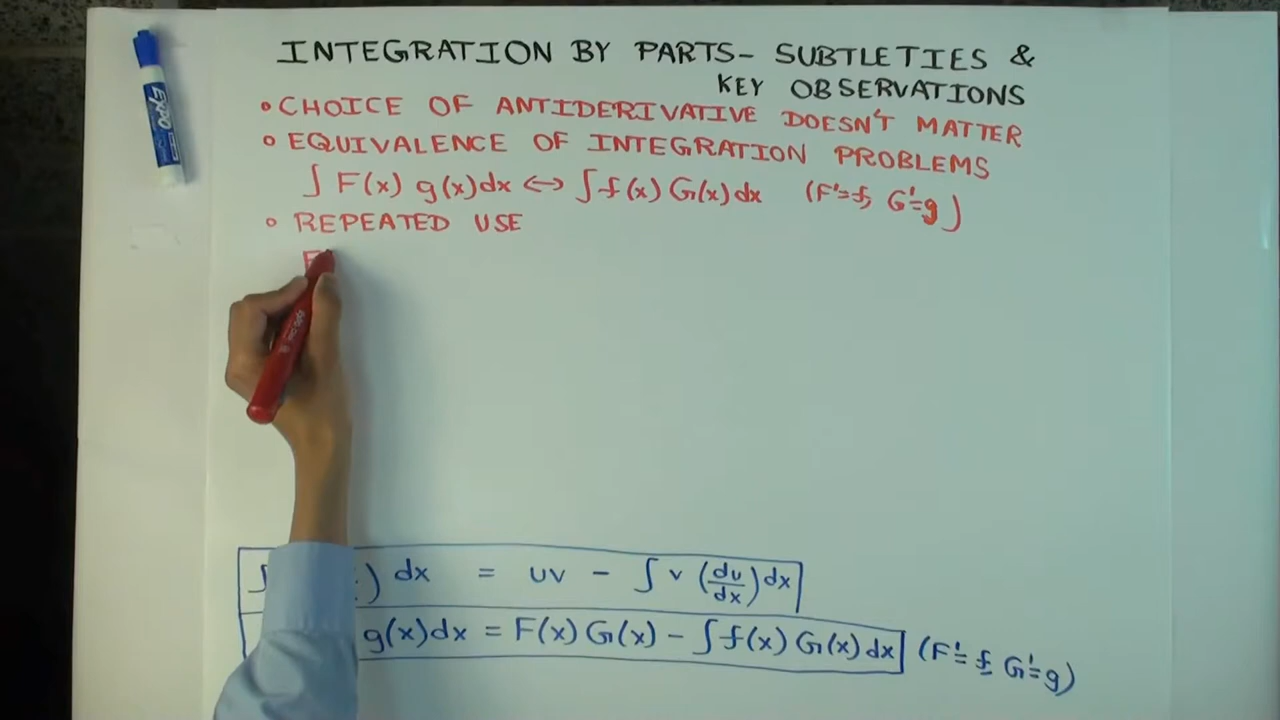 INTEGRATION BY PARTS- SUBTLETIES &
KEY OBSERVATIONS
• CHOICE OF ANTIDERIVATIVE DOESN'T MATTER
• EQUIVALENCE OF INTEGRATION PROBLEMS
∫ F(x) g(x)dx ↔ ∫f(x) G(x)dx (F'=f, G'=g)
• REPEATED USE
EXPO
∫ ) dx = uv - ∫ v (du/dx)dx
g(x)dx = F(x) G(x) - ∫f(x) G(x)dx (F'=f G'=g)